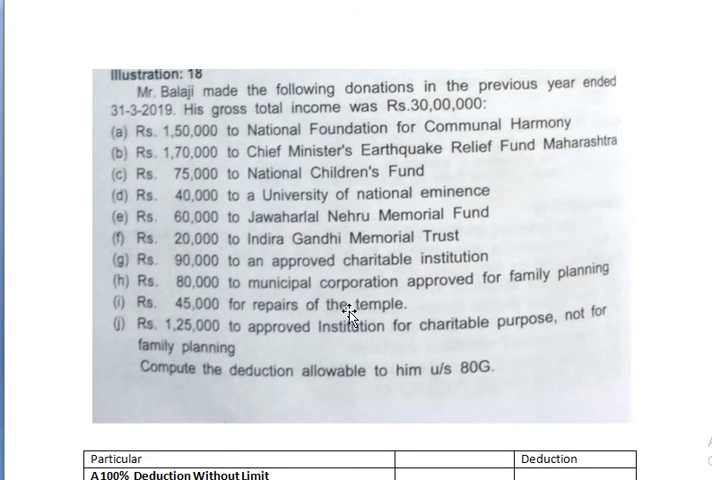 Illustration: 18
Mr. Balaji made the following donations in the previous year ended
31-3-2019. His gross total income was Rs.30,00,000:
(a) Rs. 1,50,000 to National Foundation for Communal Harmony
(b) Rs. 1,70,000 to Chief Minister's Earthquake Relief Fund Maharashtra
(c) Rs. 75,000 to National Children's Fund
(d) Rs. 40,000 to a University of national eminence
(e) Rs. 60,000 to Jawaharlal Nehru Memorial Fund
(f) Rs. 20,000 to Indira Gandhi Memorial Trust
(g) Rs. 90,000 to an approved charitable institution
(h) Rs. 80,000 to municipal corporation approved for family planning
(i) Rs. 45,000 for repairs of the temple.
(j) Rs. 1,25,000 to approved Institution for charitable purpose, not for
family planning
Compute the deduction allowable to him u/s 80G.
Particular Deduction
A100% Deduction Without Limit